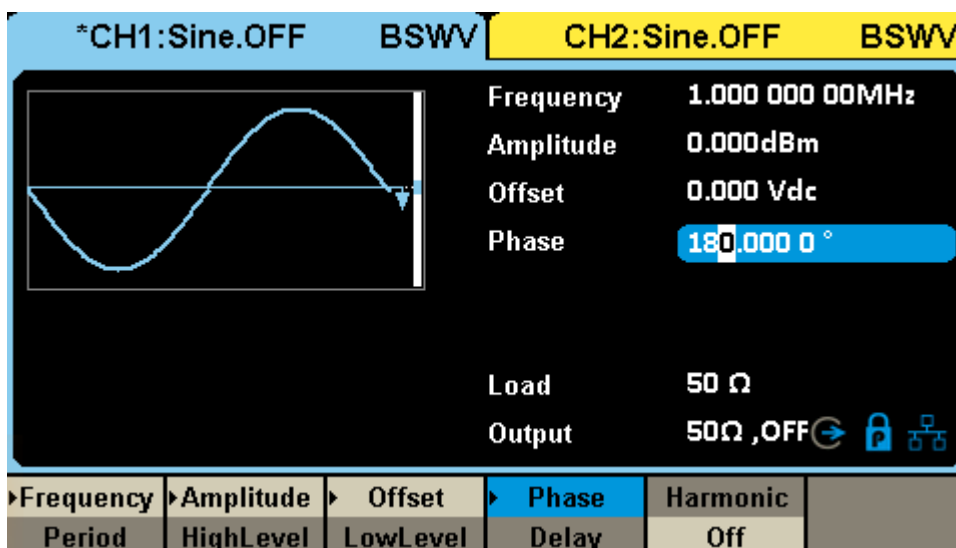 *CH1:Sine.OFF BSWV CH2:Sine.OFF BSWV
Frequency 1.000 000 00MHz
Amplitude 0.000dBm
Offset 0.000 Vdc
Phase 180.000 0 °
Load 50 Ω
Output 50Ω ,OFF P
Frequency Amplitude Offset Phase Harmonic
Period HighLevel LowLevel Delay Off